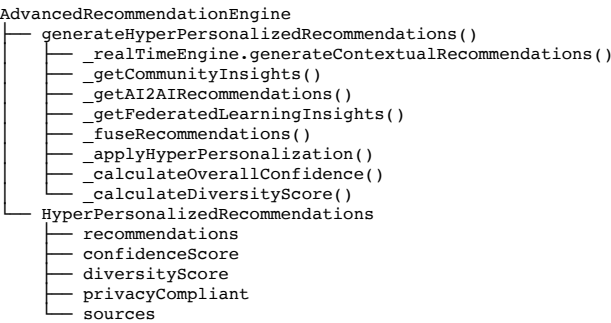 AdvancedRecommendationEngine
├── generateHyperPersonalizedRecommendations()
│   ├── _realTimeEngine.generateContextualRecommendations()
│   ├── _getCommunityInsights()
│   ├── _getAI2AIRecommendations()
│   ├── _getFederatedLearningInsights()
│   ├── _fuseRecommendations()
│   ├── _applyHyperPersonalization()
│   ├── _calculateOverallConfidence()
│   └── _calculateDiversityScore()
└── HyperPersonalizedRecommendations
    ├── recommendations
    ├── confidenceScore
    ├── diversityScore
    ├── privacyCompliant
    └── sources